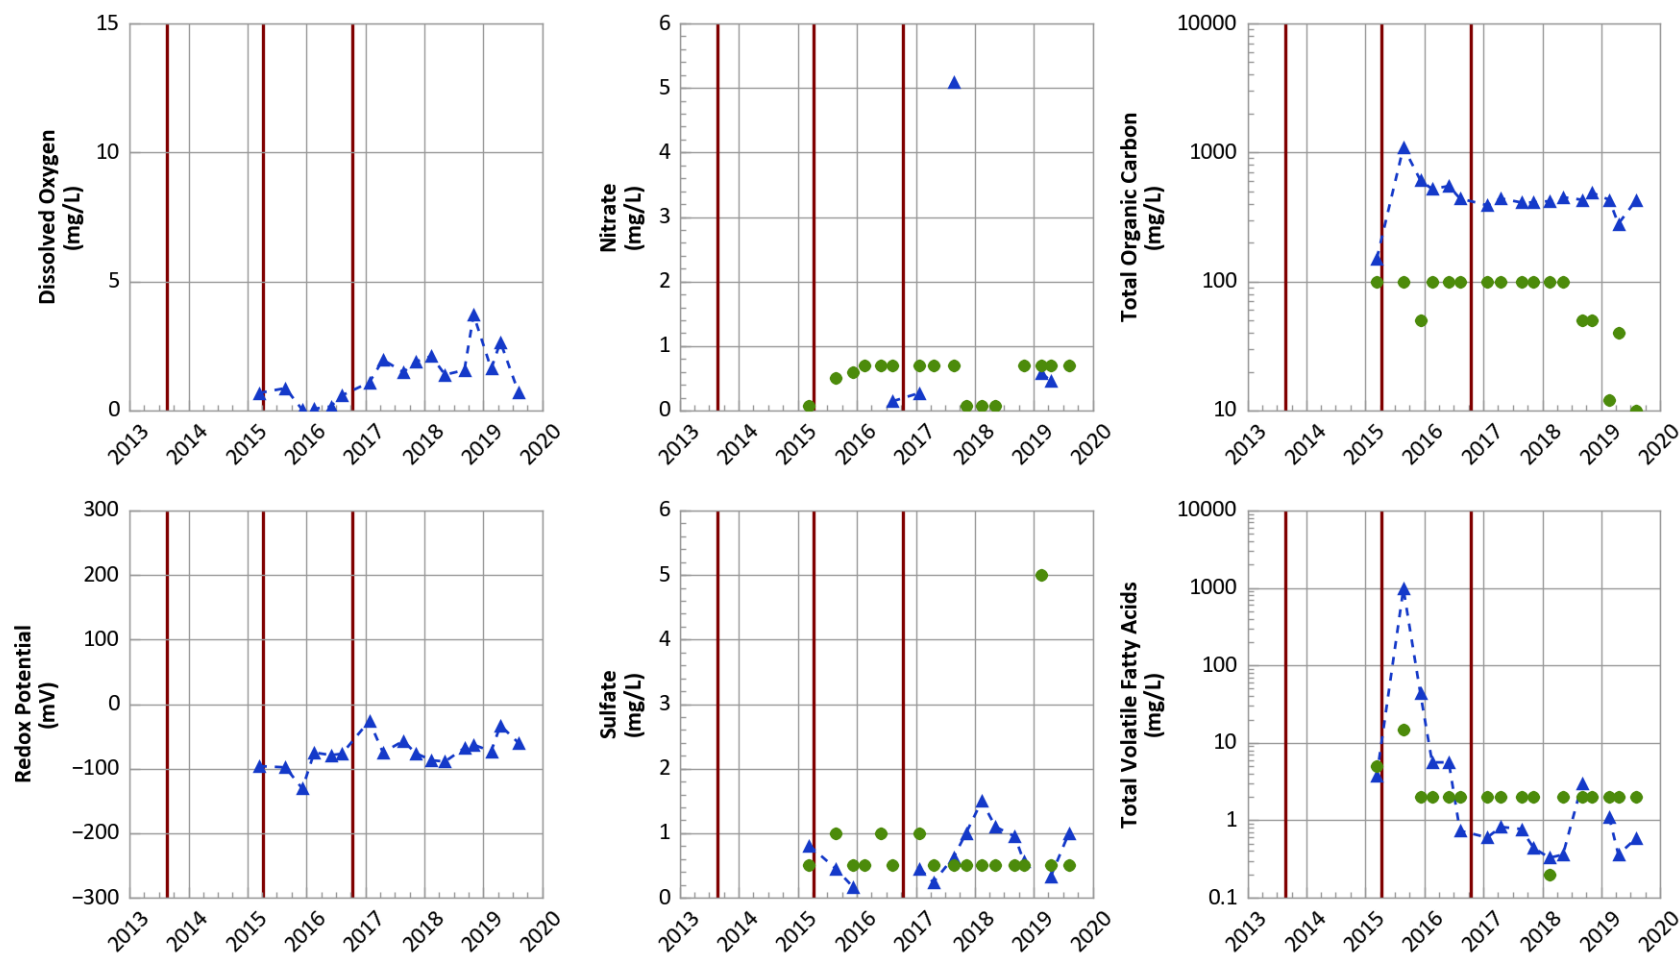 Dissolved Oxygen
(mg/L)
15
10
5
0
2013 2014 2015 2016 2017 2018 2019 2020
Nitrate
(mg/L)
6
5
4
3
2
1
0
2013 2014 2015 2016 2017 2018 2019 2020
Total Organic Carbon
(mg/L)
10000
1000
100
10
2013 2014 2015 2016 2017 2018 2019 2020
Redox Potential
(mV)
300
200
100
0
−100
−200
−300
2013 2014 2015 2016 2017 2018 2019 2020
Sulfate
(mg/L)
6
5
4
3
2
1
0
2013 2014 2015 2016 2017 2018 2019 2020
Total Volatile Fatty Acids
(mg/L)
10000
1000
100
10
1
0.1
2013 2014 2015 2016 2017 2018 2019 2020